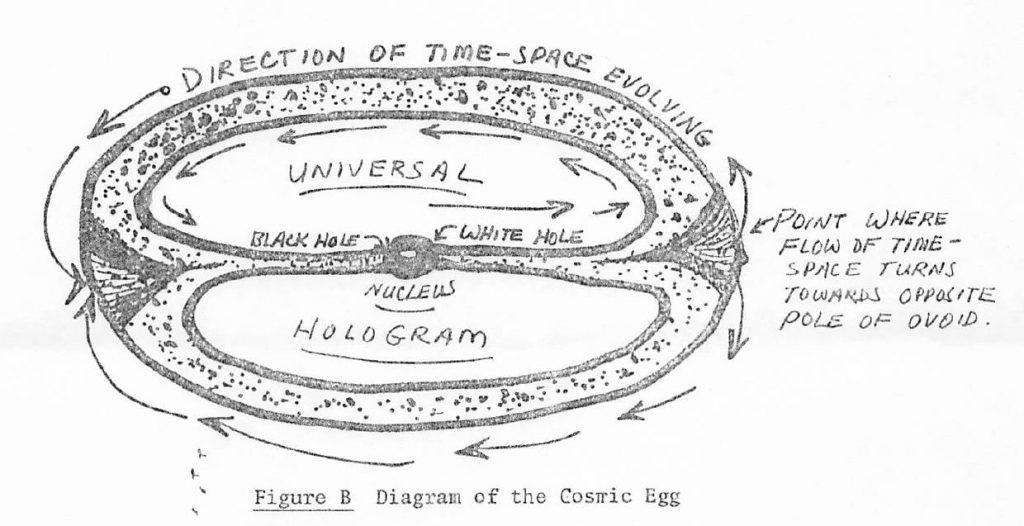 DIRECTION OF TIME-SPACE EVOLVING
UNIVERSAL
BLACK HOLE
WHITE HOLE
NUCLEUS
HOLOGRAM
POINT WHERE
FLOW OF TIME-
SPACE TURNS
TOWARDS OPPOSITE
POLE OF OVOID.
Figure B Diagram of the Cosmic Egg